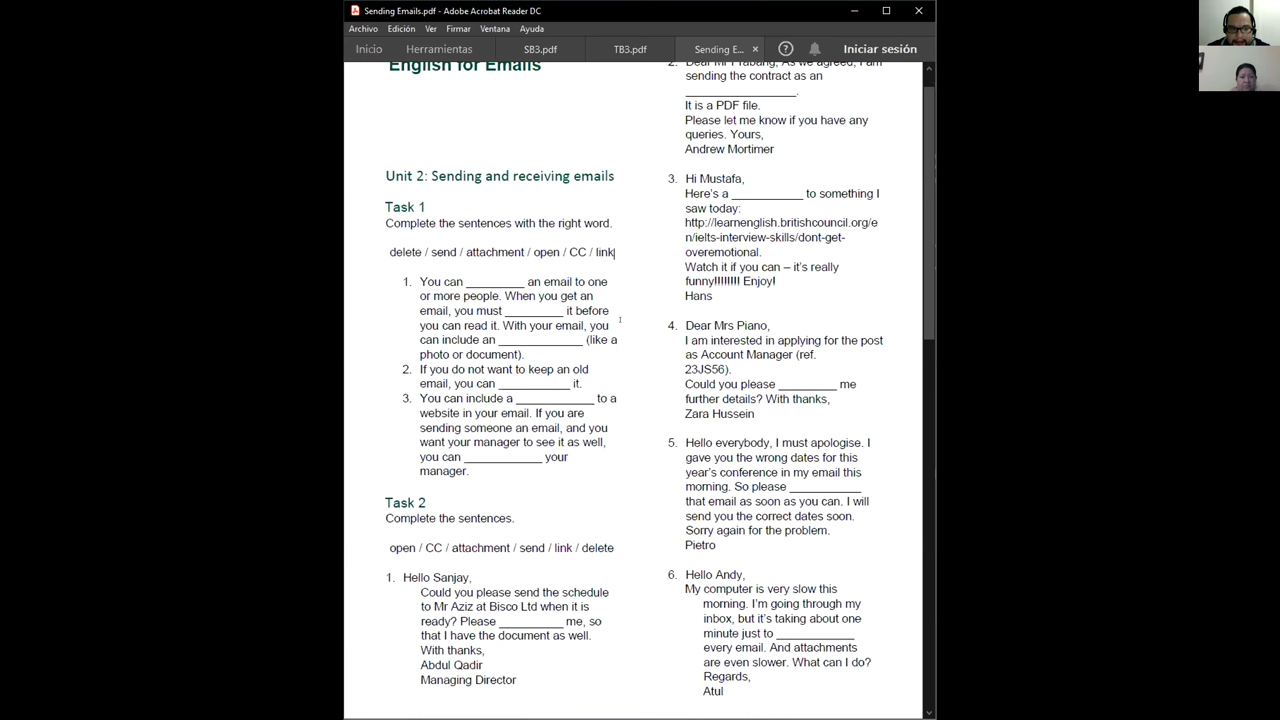 Sending Emails.pdf - Adobe Acrobat Reader DC
Archivo Edición Ver Firmar Ventana Ayuda
Inicio Herramientas SB3.pdf TB3.pdf Sending E... × ? Iniciar sesión
English for Emails
Unit 2: Sending and receiving emails
Task 1
Complete the sentences with the right word.
delete / send / attachment / open / CC / link
1. You can _________ an email to one
or more people. When you get an
email, you must _________ it before
you can read it. With your email, you
can include an _____________ (like a
photo or document).
2. If you do not want to keep an old
email, you can ___________ it.
3. You can include a ____________ to a
website in your email. If you are
sending someone an email, and you
want your manager to see it as well,
you can ____________ your
manager.
Task 2
Complete the sentences.
open / CC / attachment / send / link / delete
1. Hello Sanjay,
Could you please send the schedule
to Mr Aziz at Bisco Ltd when it is
ready? Please __________ me, so
that I have the document as well.
With thanks,
Abdul Qadir
Managing Director
2. Dear Mr Prabang, As we agreed, I am
sending the contract as an
_________________.
It is a PDF file.
Please let me know if you have any
queries. Yours,
Andrew Mortimer
3. Hi Mustafa,
Here's a ___________ to something I
saw today:
http://learnenglish.britishcouncil.org/e
n/ielts-interview-skills/dont-get-
overemotional.
Watch it if you can – it's really
funny!!!!!!!! Enjoy!
Hans
4. Dear Mrs Piano,
I am interested in applying for the post
as Account Manager (ref.
23JS56).
Could you please _________ me
further details? With thanks,
Zara Hussein
5. Hello everybody, I must apologise. I
gave you the wrong dates for this
year's conference in my email this
morning. So please ___________
that email as soon as you can. I will
send you the correct dates soon.
Sorry again for the problem.
Pietro
6. Hello Andy,
My computer is very slow this
morning. I'm going through my
inbox, but it's taking about one
minute just to ____________
every email. And attachments
are even slower. What can I do?
Regards,
Atul